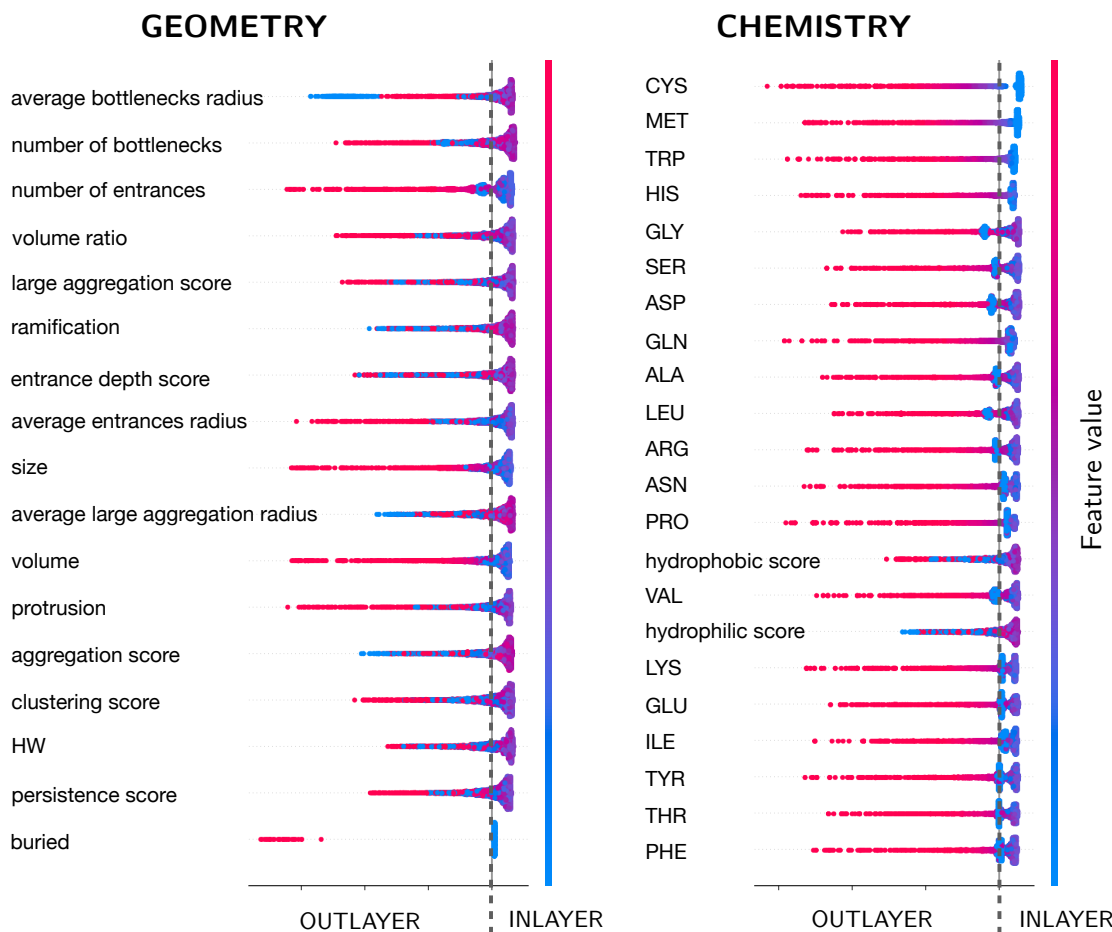 GEOMETRY
average bottlenecks radius
number of bottlenecks
number of entrances
volume ratio
large aggregation score
ramification
entrance depth score
average entrances radius
size
average large aggregation radius
volume
protrusion
aggregation score
clustering score
HW
persistence score
buried
OUTLAYER
INLAYER
CHEMISTRY
CYS
MET
TRP
HIS
GLY
SER
ASP
GLN
ALA
LEU
ARG
ASN
PRO
hydrophobic score
VAL
hydrophilic score
LYS
GLU
ILE
TYR
THR
PHE
OUTLAYER
INLAYER
Feature value